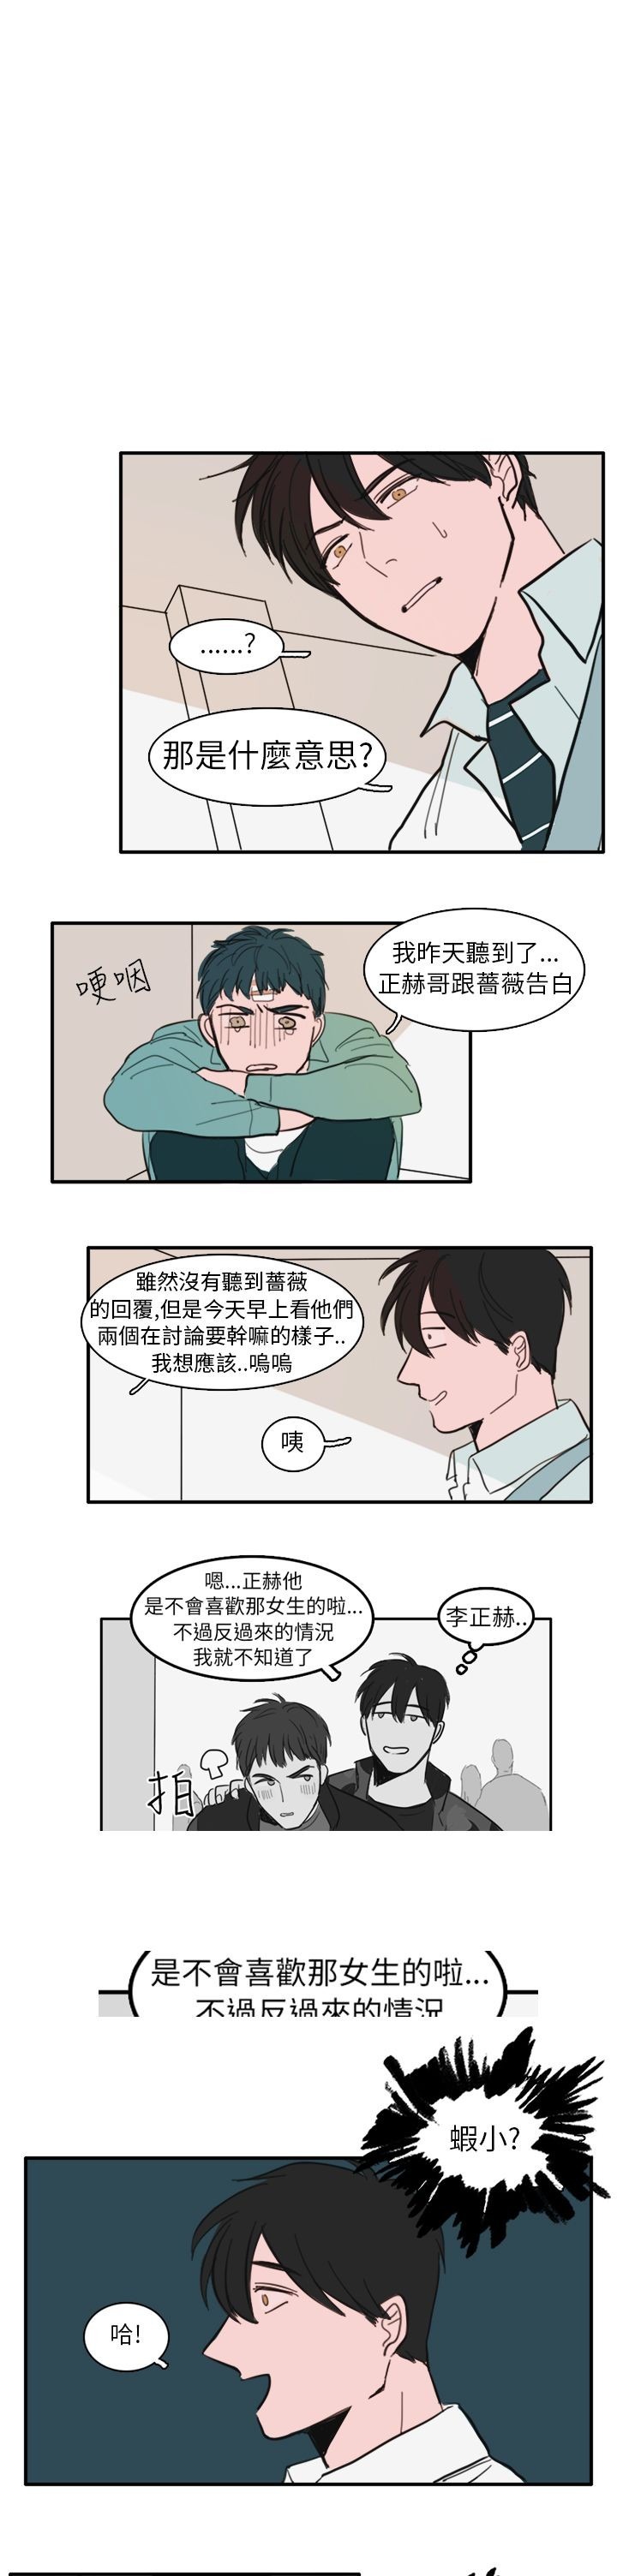 ......?
那是什麼意思?
我昨天聽到了...
正赫哥跟薔薇告白
哽咽
雖然沒有聽到薔薇
的回覆,但是今天早上看他們
兩個在討論要幹嘛的樣子..
我想應該..嗚嗚
咦
嗯...正赫他
是不會喜歡那女生的啦...
不過反過來的情況
我就不知道了
李正赫..
拍
是不會喜歡那女生的啦...
不過反過來的情況
蝦小?
哈!